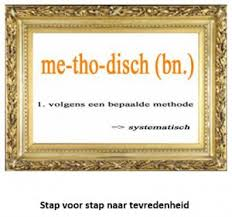 me-tho-disch (bn.)
1. volgens een bepaalde methode
=> systematisch
Stap voor stap naar tevredenheid